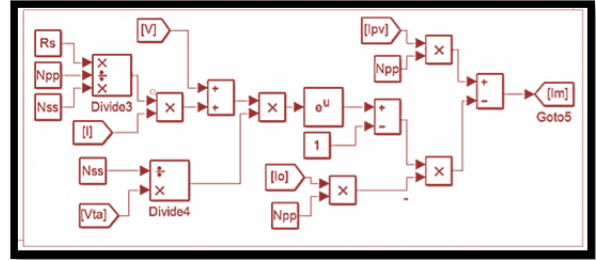 [V]
[Ipv]
Rs
Npp
Nss
×
÷
×
Divide3
×
+
+
×
e^u
Npp
×
+
−
[Im]
Goto5
[I]
1
+
−
Nss
[Vta]
÷
×
Divide4
[Io]
Npp
×
×
-